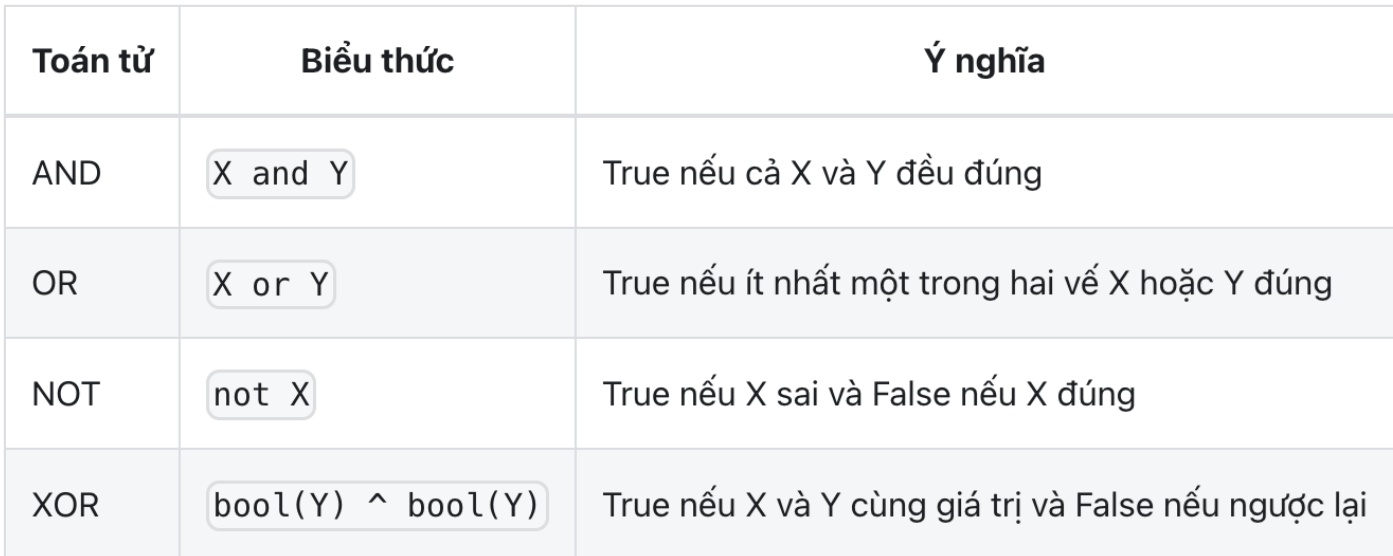 Toán tử Biểu thức Ý nghĩa
AND X and Y True nếu cả X và Y đều đúng
OR X or Y True nếu ít nhất một trong hai vế X hoặc Y đúng
NOT not X True nếu X sai và False nếu X đúng
XOR bool(Y) ^ bool(Y) True nếu X và Y cùng giá trị và False nếu ngược lại